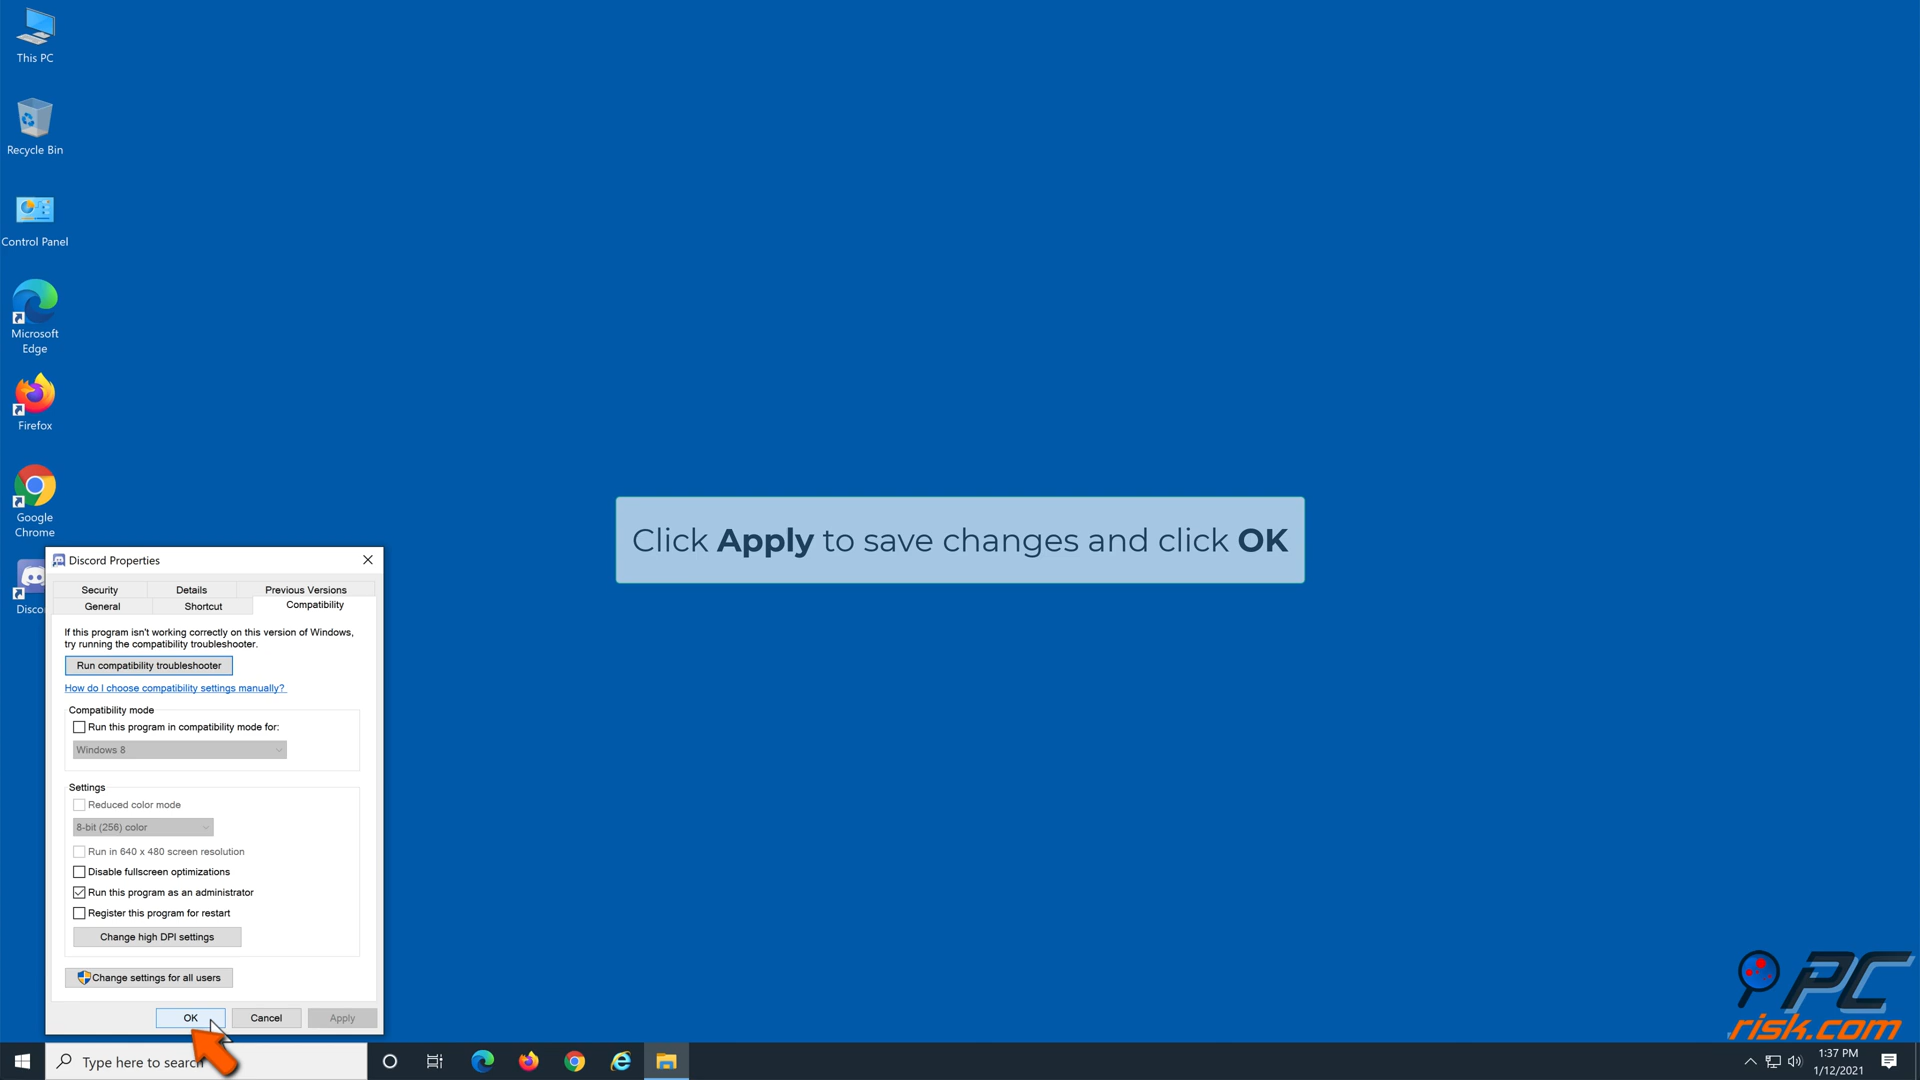 This PC
Recycle Bin
Control Panel
Microsoft
Edge
Firefox
Google
Chrome
Disco
Discord Properties
Security
Details
Previous Versions
General
Shortcut
Compatibility
If this program isn't working correctly on this version of Windows,
try running the compatibility troubleshooter.
Run compatibility troubleshooter
How do I choose compatibility settings manually?
Compatibility mode
Run this program in compatibility mode for:
Windows 8
Settings
Reduced color mode
8-bit (256) color
Run in 640 x 480 screen resolution
Disable fullscreen optimizations
Run this program as an administrator
Register this program for restart
Change high DPI settings
Change settings for all users
OK
Cancel
Apply
Click Apply to save changes and click OK
PC
risk.com
Type here to search
1:37 PM
1/12/2021